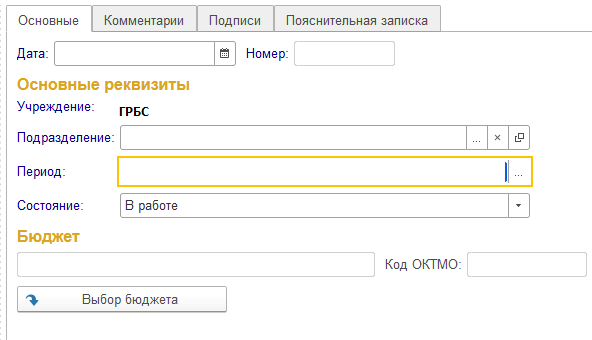 Основные Комментарии Подписи Пояснительная записка
Дата: Номер:
Основные реквизиты
Учреждение: ГРБС
Подразделение: ... ×
Период: ...
Состояние: В работе
Бюджет
Код ОКТМО:
Выбор бюджета